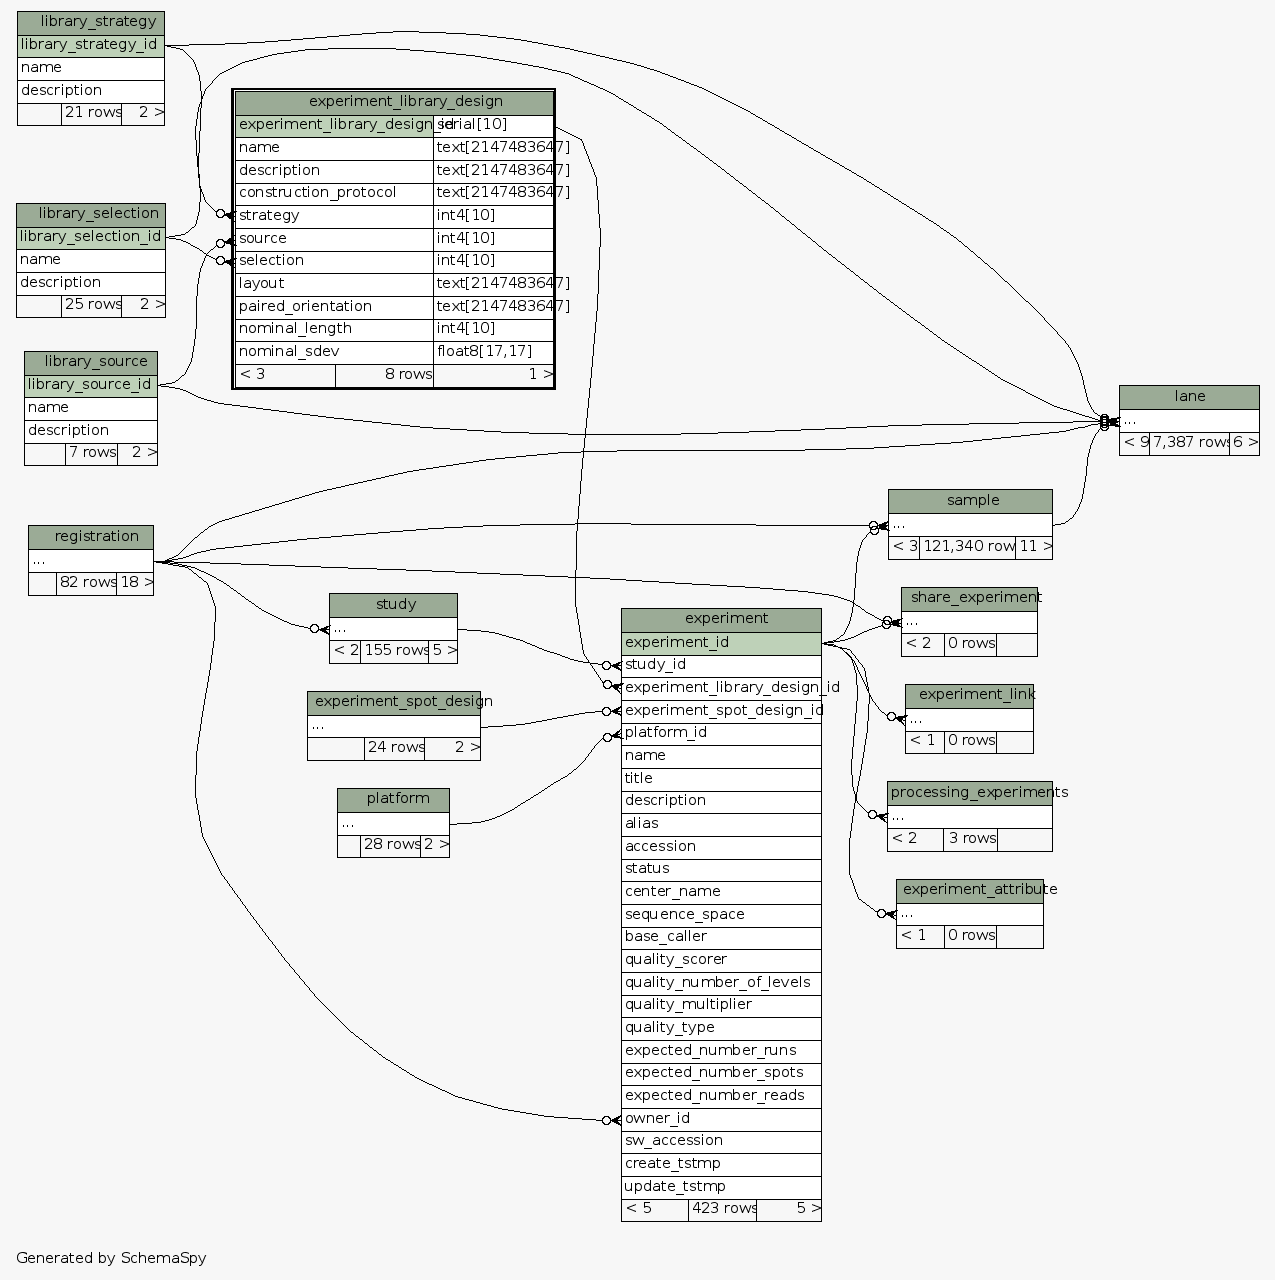 library_strategy
library_strategy_id
name
description
21 rows 2 >
library_selection
library_selection_id
name
description
25 rows 2 >
library_source
library_source_id
name
description
7 rows 2 >
experiment_library_design
experiment_library_design_id serial[10]
name text[2147483647]
description text[2147483647]
construction_protocol text[2147483647]
strategy int4[10]
source int4[10]
selection int4[10]
layout text[2147483647]
paired_orientation text[2147483647]
nominal_length int4[10]
nominal_sdev float8[17,17]
< 3 8 rows 1 >
lane
...
< 9 7,387 rows 6 >
registration
...
82 rows 18 >
sample
...
< 3 121,340 row 11 >
study
...
< 2 155 rows 5 >
experiment_spot_design
...
24 rows 2 >
platform
...
28 rows 2 >
experiment
experiment_id
study_id
experiment_library_design_id
experiment_spot_design_id
platform_id
name
title
description
alias
accession
status
center_name
sequence_space
base_caller
quality_scorer
quality_number_of_levels
quality_multiplier
quality_type
expected_number_runs
expected_number_spots
expected_number_reads
owner_id
sw_accession
create_tstmp
update_tstmp
< 5 423 rows 5 >
share_experiment
...
< 2 0 rows
experiment_link
...
< 1 0 rows
processing_experiments
...
< 2 3 rows
experiment_attribute
...
< 1 0 rows
Generated by SchemaSpy